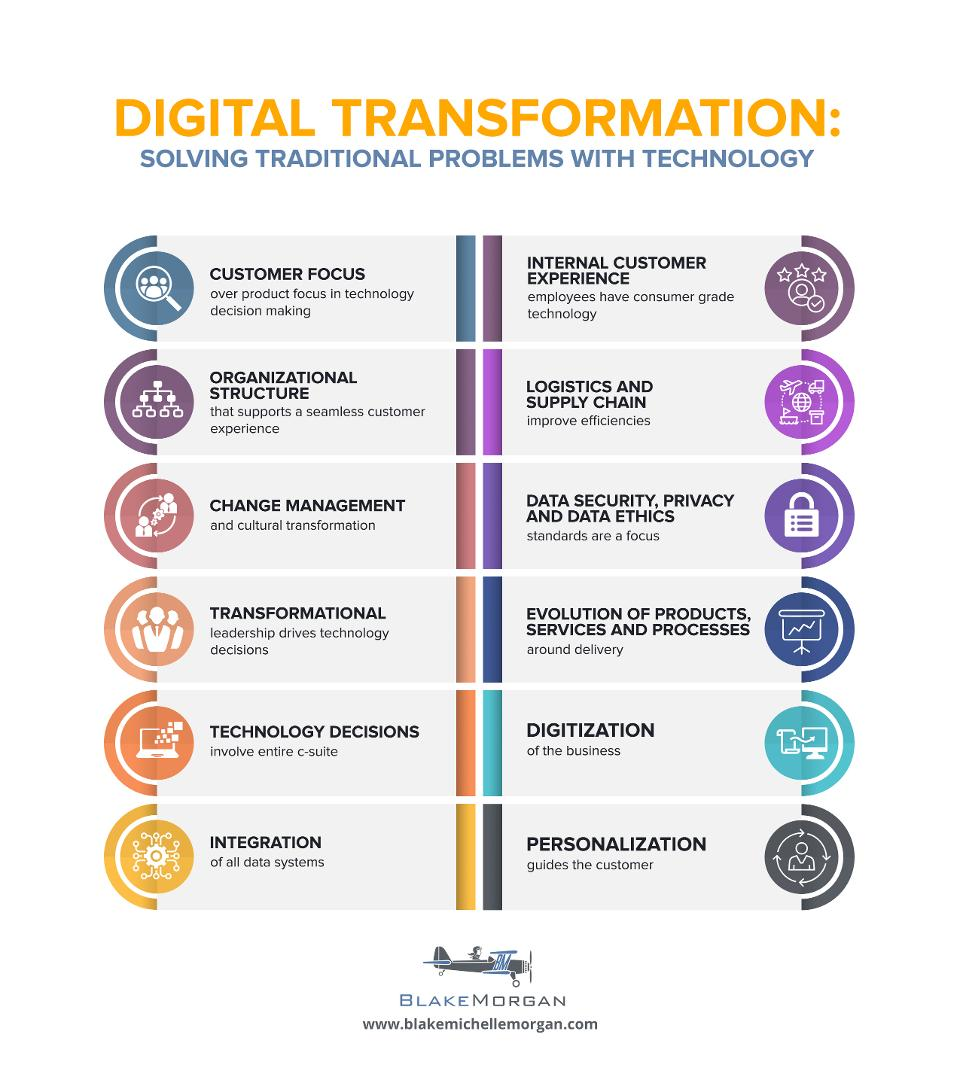 DIGITAL TRANSFORMATION:
SOLVING TRADITIONAL PROBLEMS WITH TECHNOLOGY
CUSTOMER FOCUS
over product focus in technology
decision making
ORGANIZATIONAL
STRUCTURE
that supports a seamless customer
experience
CHANGE MANAGEMENT
and cultural transformation
TRANSFORMATIONAL
leadership drives technology
decisions
TECHNOLOGY DECISIONS
involve entire c-suite
INTEGRATION
of all data systems
INTERNAL CUSTOMER
EXPERIENCE
employees have consumer grade
technology
LOGISTICS AND
SUPPLY CHAIN
improve efficiencies
DATA SECURITY, PRIVACY
AND DATA ETHICS
standards are a focus
EVOLUTION OF PRODUCTS,
SERVICES AND PROCESSES
around delivery
DIGITIZATION
of the business
PERSONALIZATION
guides the customer
BM
BLAKEMORGAN
www.blakemichellemorgan.com